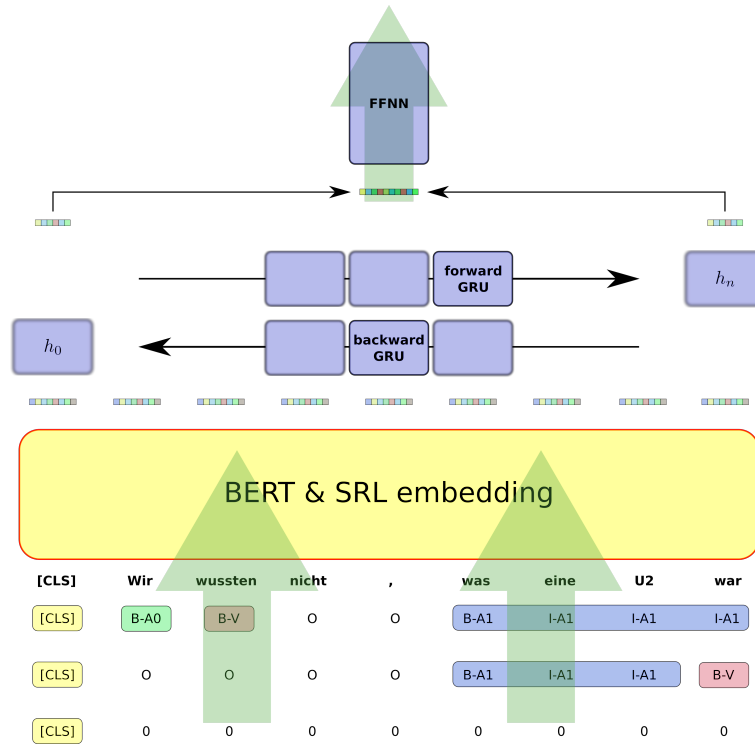 FFNN
forward
GRU
h_n
backward
GRU
h_0
BERT & SRL embedding
[CLS] Wir wussten nicht , was eine U2 war
[CLS] B-A0 B-V O O B-A1 I-A1 I-A1 I-A1
[CLS] O O O O B-A1 I-A1 I-A1 B-V
[CLS] 0 0 0 0 0 0 0 0